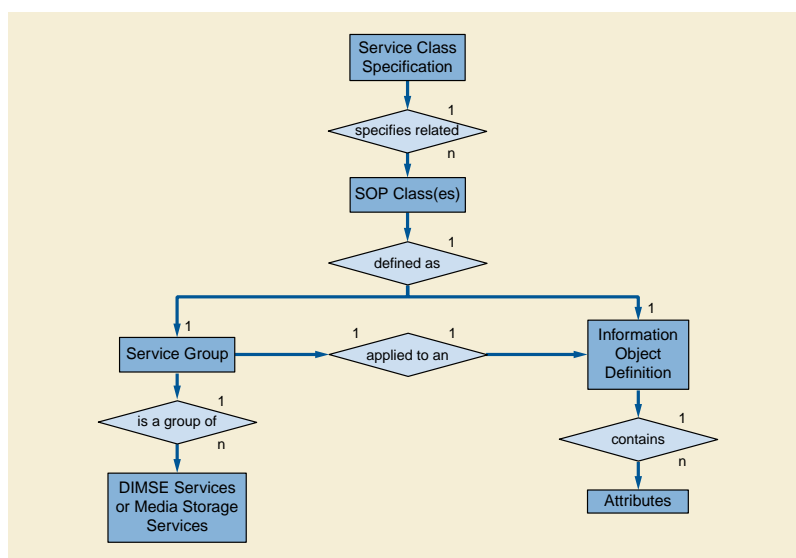 Service Class
Specification
1
specifies related
n
SOP Class(es)
1
defined as
1
1
Service Group
1
1
applied to an
Information
Object
Definition
1
is a group of
n
1
contains
n
DIMSE Services
or Media Storage
Services
Attributes